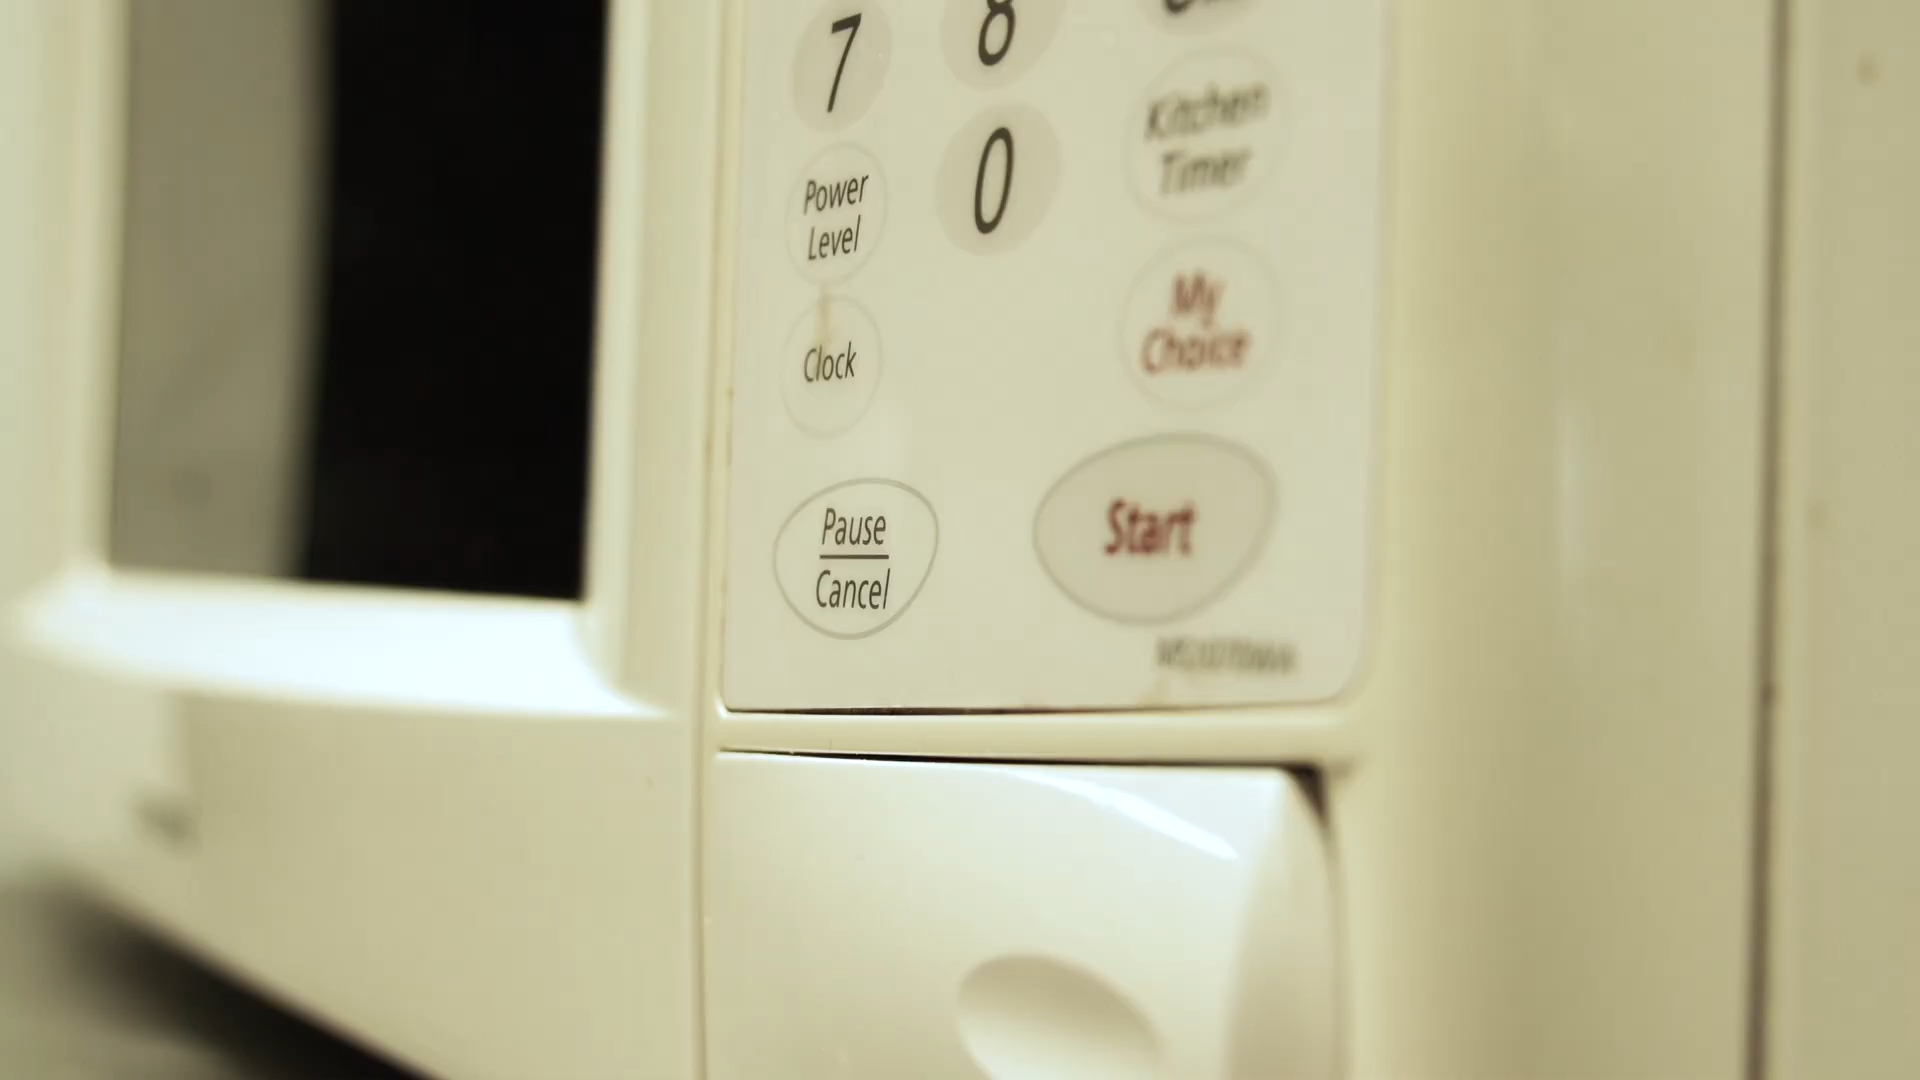 7
8
0
Power
Level
Kitchen
Timer
Clock
My
Choice
Pause
Cancel
Start